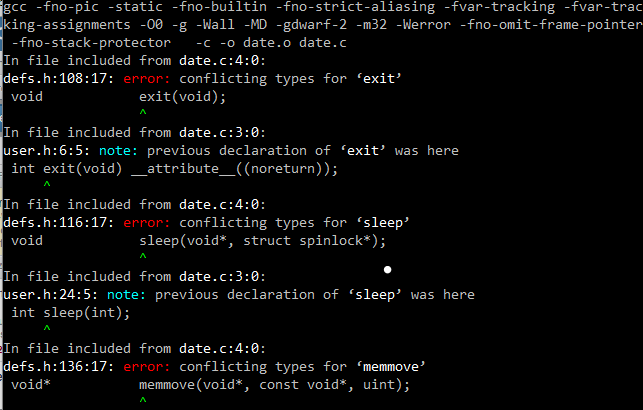 gcc -fno-pic -static -fno-builtin -fno-strict-aliasing -fvar-tracking -fvar-trac
king-assignments -O0 -g -Wall -MD -gdwarf-2 -m32 -Werror -fno-omit-frame-pointer
-fno-stack-protector   -c -o date.o date.c
In file included from date.c:4:0:
defs.h:108:17: error: conflicting types for ‘exit’
void            exit(void);
^
In file included from date.c:3:0:
user.h:6:5: note: previous declaration of ‘exit’ was here
int exit(void) __attribute__((noreturn));
^
In file included from date.c:4:0:
defs.h:116:17: error: conflicting types for ‘sleep’
void            sleep(void*, struct spinlock*);
^
In file included from date.c:3:0:
user.h:24:5: note: previous declaration of ‘sleep’ was here
int sleep(int);
^
In file included from date.c:4:0:
defs.h:136:17: error: conflicting types for ‘memmove’
void*           memmove(void*, const void*, uint);
^